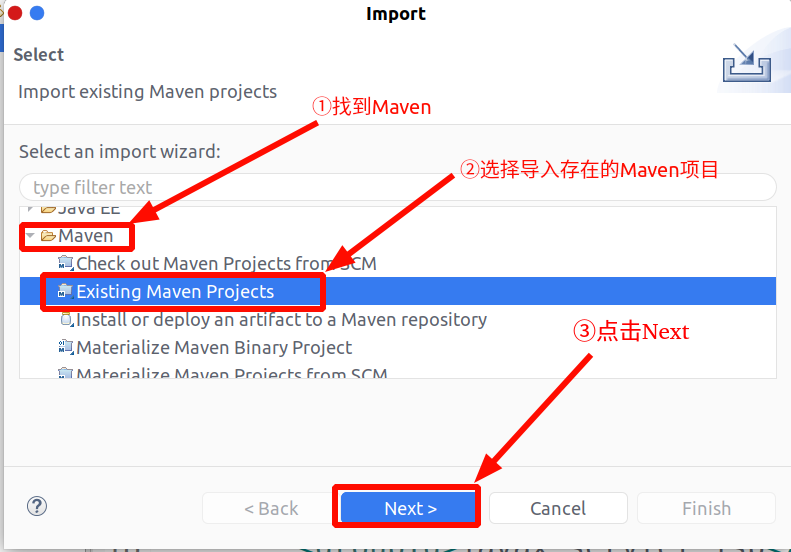 Import
Select
Import existing Maven projects
①找到Maven
Select an import wizard:
②选择导入存在的Maven项目
type filter text
Java EE
Maven
Check out Maven Projects from SCM
Existing Maven Projects
Install or deploy an artifact to a Maven repository
③点击Next
Materialize Maven Binary Project
Materialize Maven Projects from SCM
?
< Back
Next >
Cancel
Finish